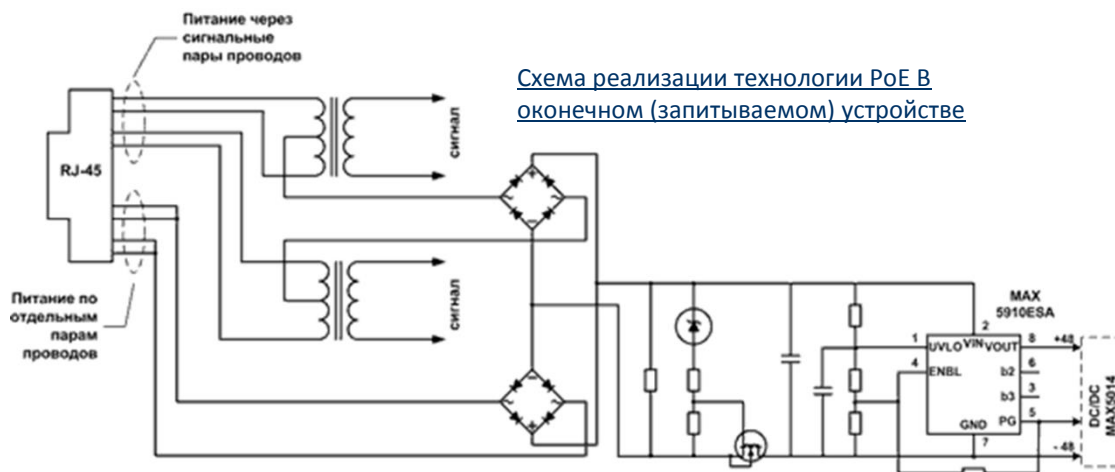 Питание через
сигнальные
пары проводов
Схема реализации технологии PoE В
оконечном (запитываемом) устройстве
сигнал
RJ-45
+
~
~
−
Питание по
отдельным
парам
проводов
сигнал
MAX
5910ESA
2
1
UVLO
VIN
VOUT
8
+48
4
ENBL
b2
6
b3
3
PG
5
GND
7
- 48
DC/DC
MAX5014
−
~
~
+